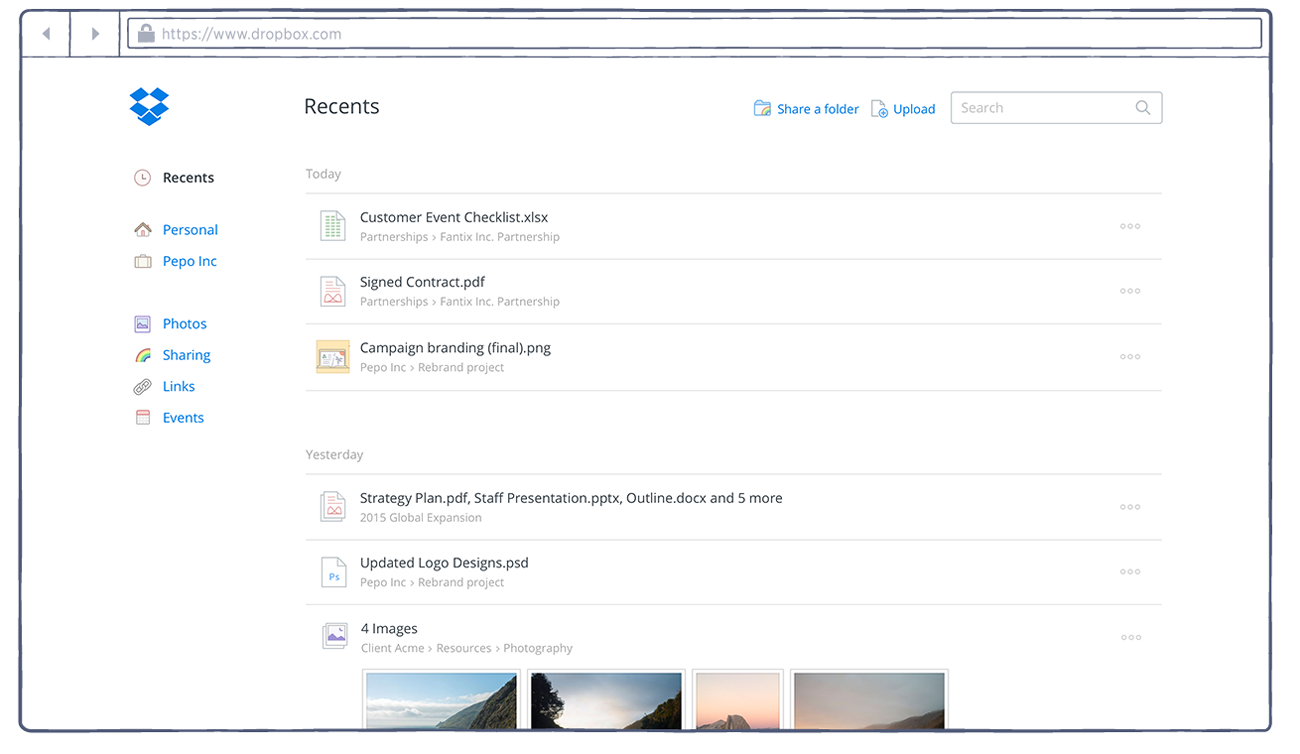 https://www.dropbox.com
Recents
Share a folder
Upload
Search
Recents
Personal
Pepo Inc
Photos
Sharing
Links
Events
Today
Customer Event Checklist.xlsx
Partnerships › Fantix Inc. Partnership
Signed Contract.pdf
Partnerships › Fantix Inc. Partnership
Campaign branding (final).png
Pepo Inc › Rebrand project
Yesterday
Strategy Plan.pdf, Staff Presentation.pptx, Outline.docx and 5 more
2015 Global Expansion
Ps
Updated Logo Designs.psd
Pepo Inc › Rebrand project
4 Images
Client Acme › Resources › Photography